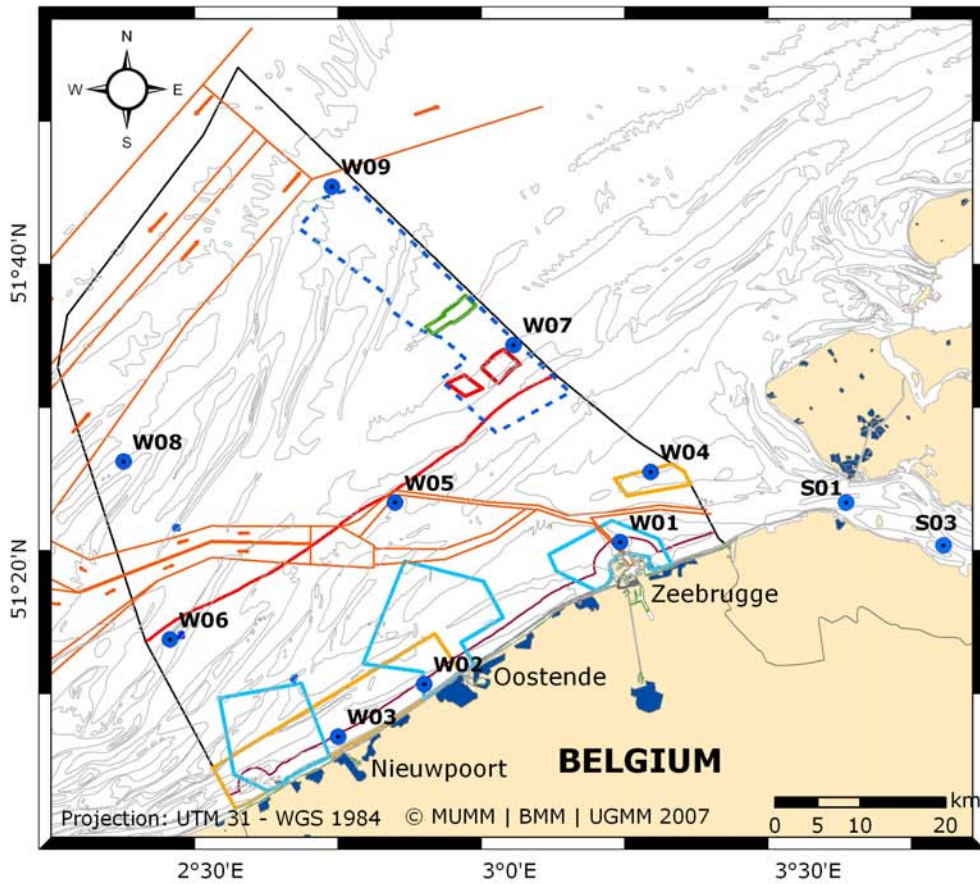 N
W E
S
W09
51°40'N
W07
W08
W04
W05
S01
W01
S03
51°20'N
Zeebrugge
W06
W02
Oostende
W03
BELGIUM
Nieuwpoort
km
Projection: UTM 31 - WGS 1984 © MUMM | BMM | UGMM 2007
0 5 10 20
2°30'E 3°0'E 3°30'E